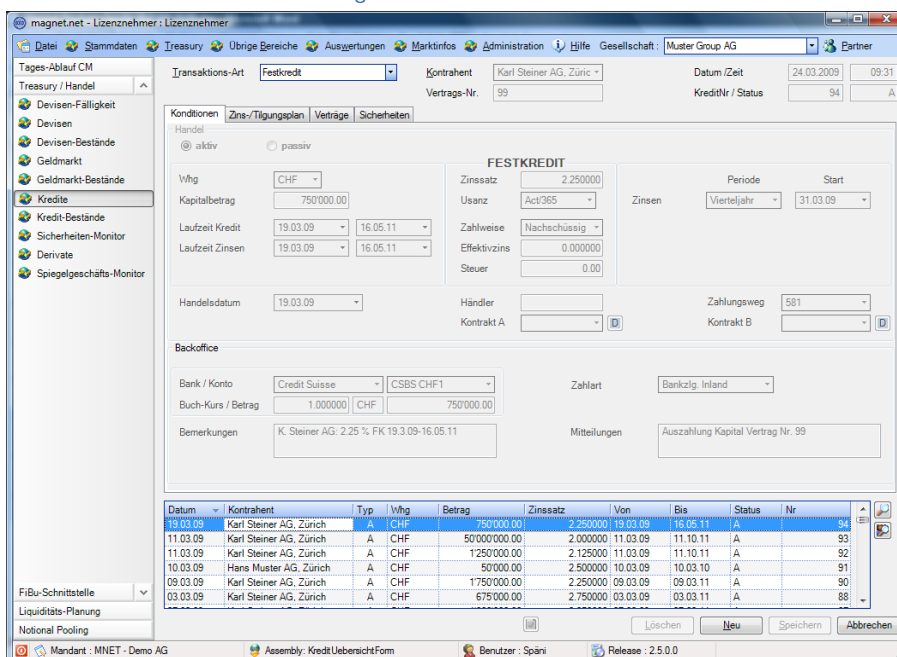 magnet.net - Lizenznehmer : Lizenznehmer
Datei Stammdaten Treasury Übrige Bereiche Auswertungen Marktinfos Administration Hilfe Gesellschaft : Muster Group AG Partner
Tages-Ablauf CM
Treasury / Handel
Devisen-Fälligkeit
Devisen
Devisen-Bestände
Geldmarkt
Geldmarkt-Bestände
Kredite
Kredit-Bestände
Sicherheiten-Monitor
Derivate
Spiegelgeschäfts-Monitor
FiBu-Schnittstelle
Liquiditäts-Planung
Notional Pooling
Transaktions-Art Festkredit Kontrahent Karl Steiner AG, Züric Datum /Zeit 24.03.2009 09:31
Vertrags-Nr. 99 KreditNr / Status 94 A
Konditionen Zins-/Tilgungsplan Verträge Sicherheiten
Handel
aktiv passiv
FESTKREDIT
Whg CHF Zinssatz 2.250000 Periode Start
Kapitalbetrag 750'000.00 Usanz Act/365 Zinsen Vierteljahr 31.03.09
Laufzeit Kredit 19.03.09 16.05.11 Zahlweise Nachschüssig
Laufzeit Zinsen 19.03.09 16.05.11 Effektivzins 0.000000
Steuer 0.00
Handelsdatum 19.03.09 Händler Zahlungsweg 581
Kontrakt A D Kontrakt B D
Backoffice
Bank / Konto Credit Suisse CSBS CHF1 Zahlart Bankzlg. Inland
Buch-Kurs / Betrag 1.000000 CHF 750'000.00
Bemerkungen K. Steiner AG: 2.25 % FK 19.3.09-16.05.11 Mitteilungen Auszahlung Kapital Vertrag Nr. 99
Datum Kontrahent Typ Whg Betrag Zinssatz Von Bis Status Nr
19.03.09 Karl Steiner AG, Zürich A CHF 750'000.00 2.250000 19.03.09 16.05.11 A 94
11.03.09 Karl Steiner AG, Zürich A CHF 50'000'000.00 2.000000 11.03.09 11.10.11 A 93
11.03.09 Karl Steiner AG, Zürich A CHF 1'250'000.00 2.125000 11.03.09 11.10.11 A 92
10.03.09 Hans Muster AG, Zürich A CHF 50'000.00 2.500000 10.03.09 10.03.10 A 91
09.03.09 Karl Steiner AG, Zürich A CHF 1'750'000.00 2.250000 09.03.09 09.03.11 A 90
03.03.09 Karl Steiner AG, Zürich A CHF 675'000.00 2.750000 03.03.09 03.03.11 A 88
Löschen Neu Speichern Abbrechen
Mandant : MNET - Demo AG Assembly: KreditUebersichtForm Benutzer : Späni Release : 2.5.0.0